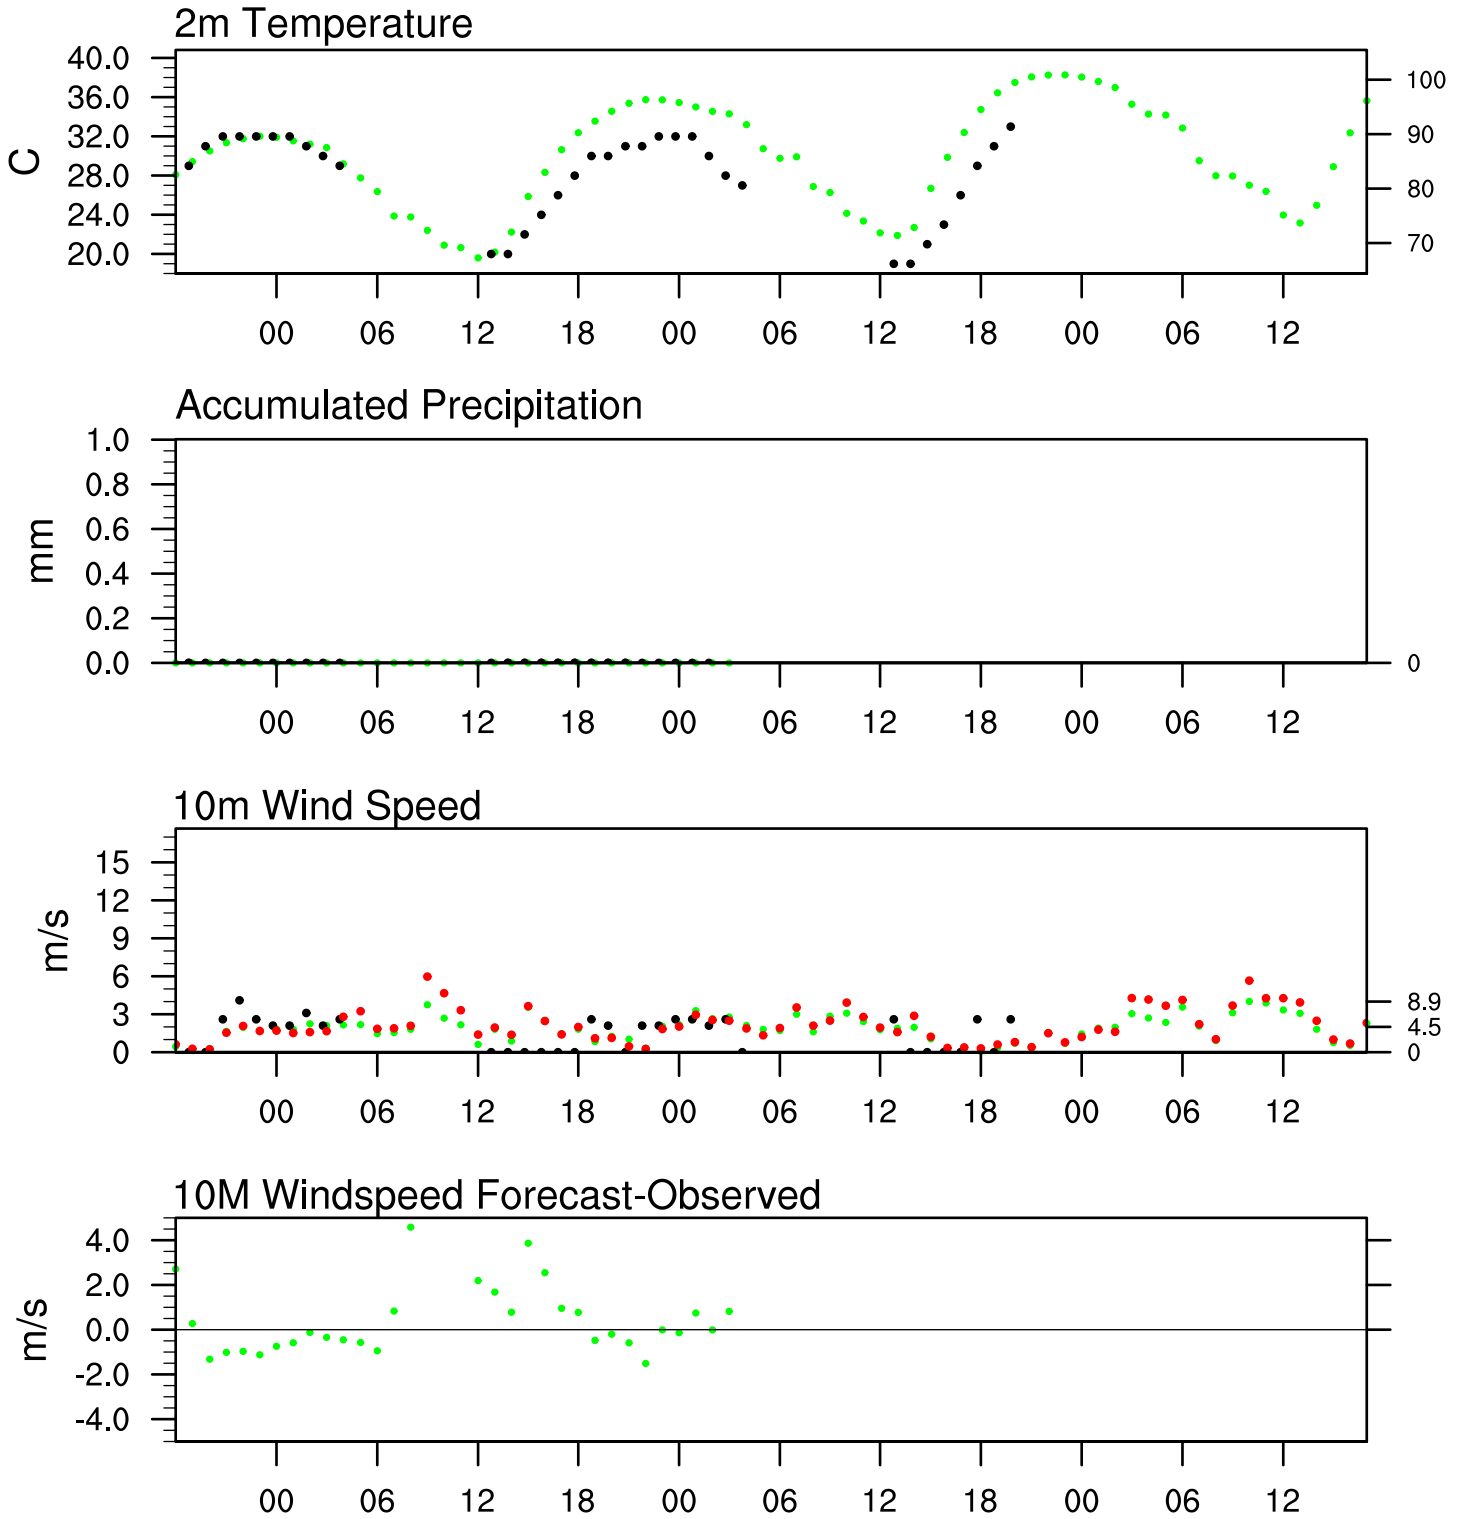 2m Temperature
40.0
36.0
32.0
28.0
24.0
20.0
C
100
90
80
70
00 06 12 18 00 06 12 18 00 06 12
Accumulated Precipitation
1.0
0.8
0.6
0.4
0.2
0.0
mm
0
00 06 12 18 00 06 12 18 00 06 12
10m Wind Speed
15
12
9
6
3
0
m/s
8.9
4.5
0
00 06 12 18 00 06 12 18 00 06 12
10M Windspeed Forecast-Observed
4.0
2.0
0.0
-2.0
-4.0
m/s
00 06 12 18 00 06 12 18 00 06 12